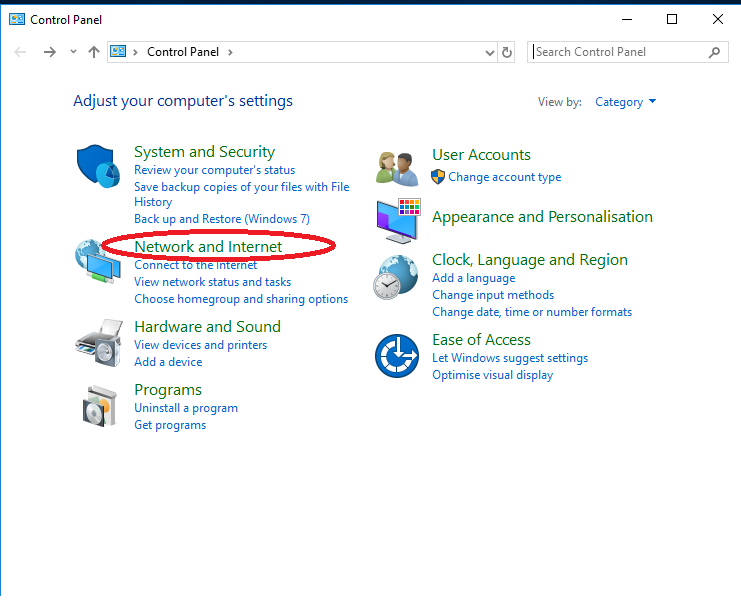 Control Panel
Control Panel
Search Control Panel
Adjust your computer's settings
View by: Category
System and Security
Review your computer's status
Save backup copies of your files with File
History
Back up and Restore (Windows 7)
Network and Internet
Connect to the Internet
View network status and tasks
Choose homegroup and sharing options
Hardware and Sound
View devices and printers
Add a device
Programs
Uninstall a program
Get programs
User Accounts
Change account type
Appearance and Personalisation
Clock, Language and Region
Add a language
Change input methods
Change date, time or number formats
Ease of Access
Let Windows suggest settings
Optimise visual display